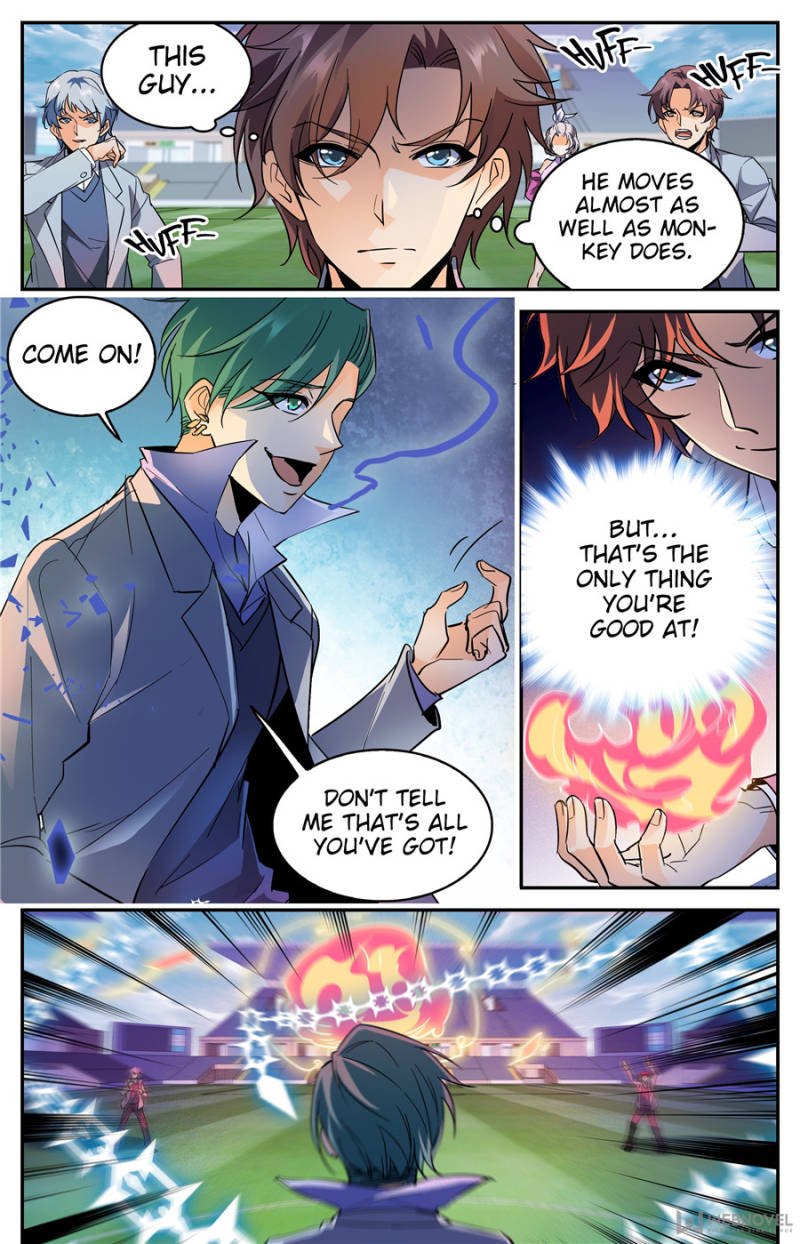 THIS
GUY...
HUFF-
HUFF-
HUFF-
HE MOVES
ALMOST AS
WELL AS MON-
KEY DOES.
COME ON!
BUT...
THAT'S THE
ONLY THING
YOU'RE
GOOD AT!
DON'T TELL
ME THAT'S ALL
YOU'VE GOT!
WEBNOVEL